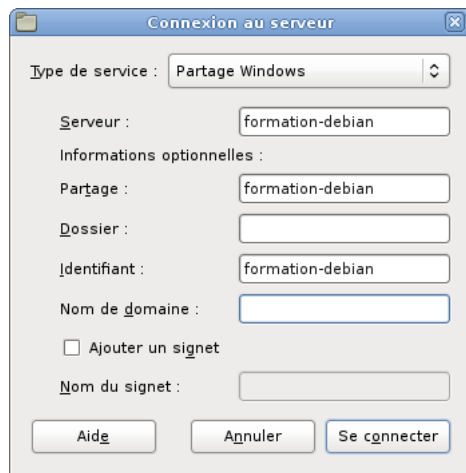 Connexion au serveur
Type de service : Partage Windows
Serveur : formation-debian
Informations optionnelles :
Partage : formation-debian
Dossier :
Identifiant : formation-debian
Nom de domaine :
Ajouter un signet
Nom du signet :
Aide Annuler Se connecter